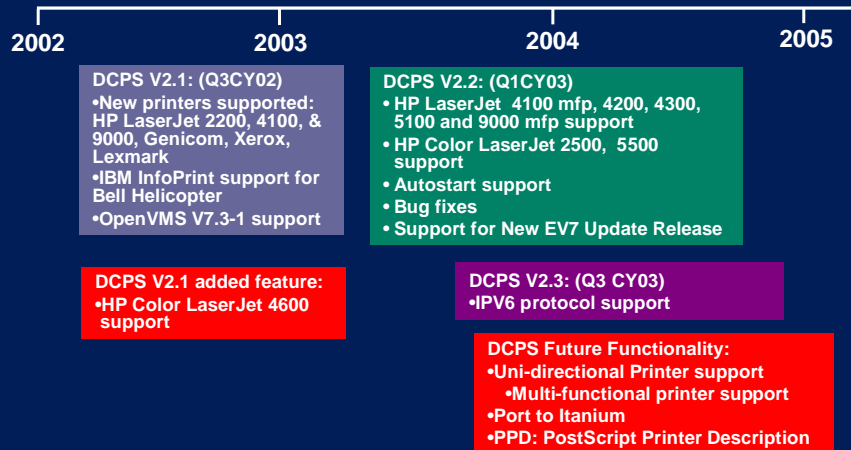 2002 2003 2004 2005
DCPS V2.1: (Q3CY02)
•New printers supported:
HP LaserJet 2200, 4100, &
9000, Genicom, Xerox,
Lexmark
•IBM InfoPrint support for
Bell Helicopter
•OpenVMS V7.3-1 support
DCPS V2.2: (Q1CY03)
• HP LaserJet 4100 mfp, 4200, 4300,
5100 and 9000 mfp support
• HP Color LaserJet 2500, 5500
support
• Autostart support
• Bug fixes
• Support for New EV7 Update Release
DCPS V2.1 added feature:
•HP Color LaserJet 4600
support
DCPS V2.3: (Q3 CY03)
•IPV6 protocol support
DCPS Future Functionality:
•Uni-directional Printer support
•Multi-functional printer support
•Port to Itanium
•PPD: PostScript Printer Description